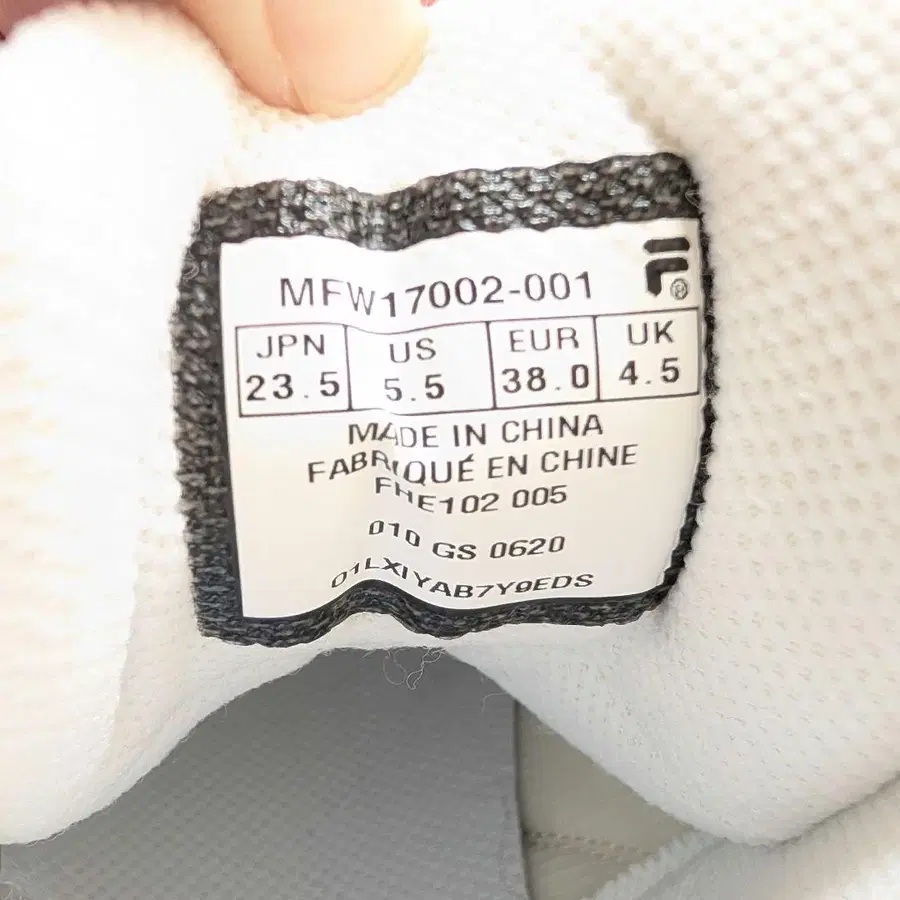 MFW17002-001
F®
JPN US EUR UK
23.5 5.5 38.0 4.5
MADE IN CHINA
FABRIQUÉ EN CHINE
FHE102 005
010 GS 0620
01LXIYAB7Y9EDS